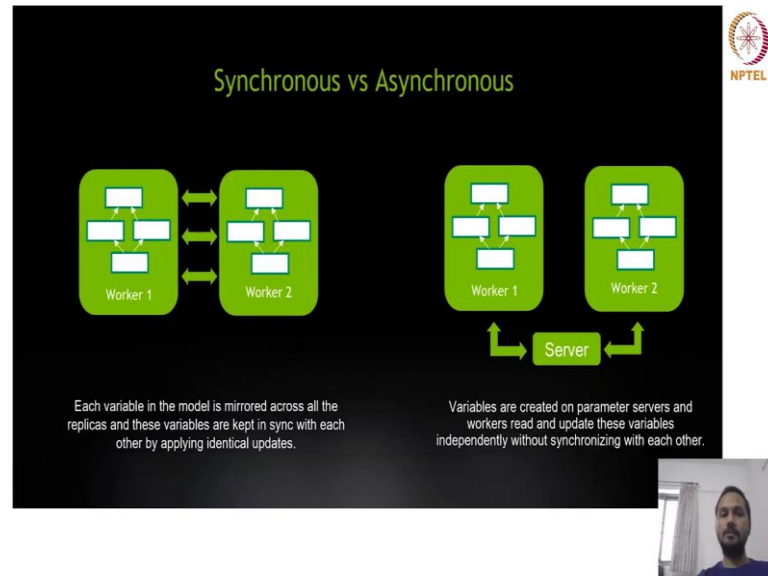 NPTEL
Synchronous vs Asynchronous
Worker 1
Worker 2
Each variable in the model is mirrored across all the
replicas and these variables are kept in sync with each
other by applying identical updates.
Worker 1
Worker 2
Server
Variables are created on parameter servers and
workers read and update these variables
independently without synchronizing with each other.